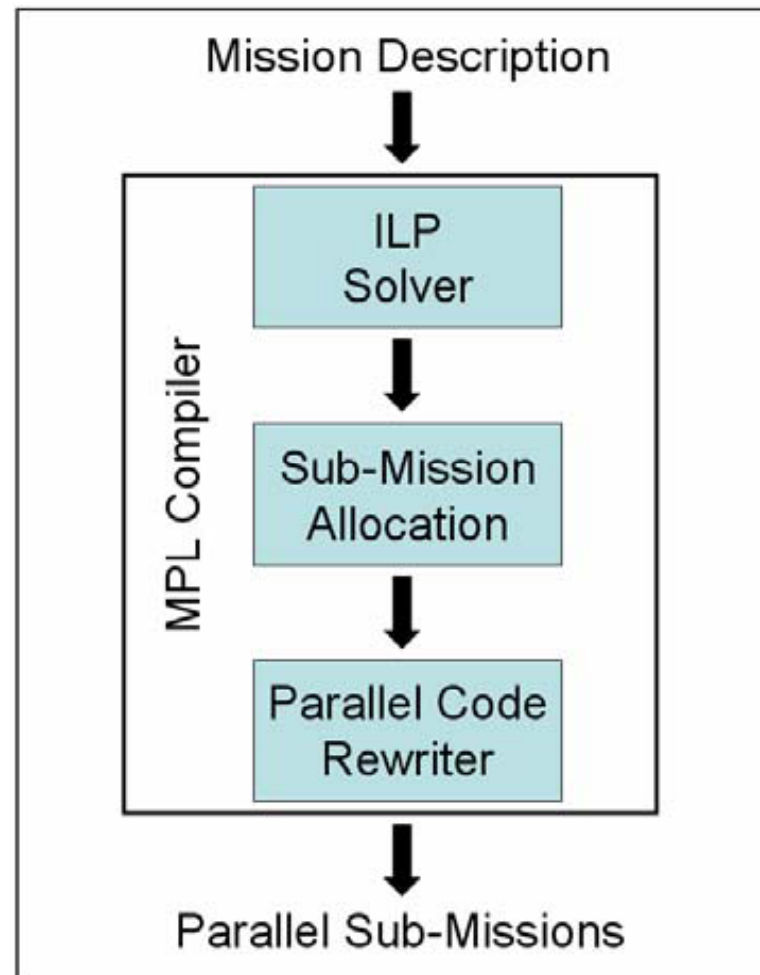 Mission Description
ILP
Solver
MPL Compiler
Sub-Mission
Allocation
Parallel Code
Rewriter
Parallel Sub-Missions